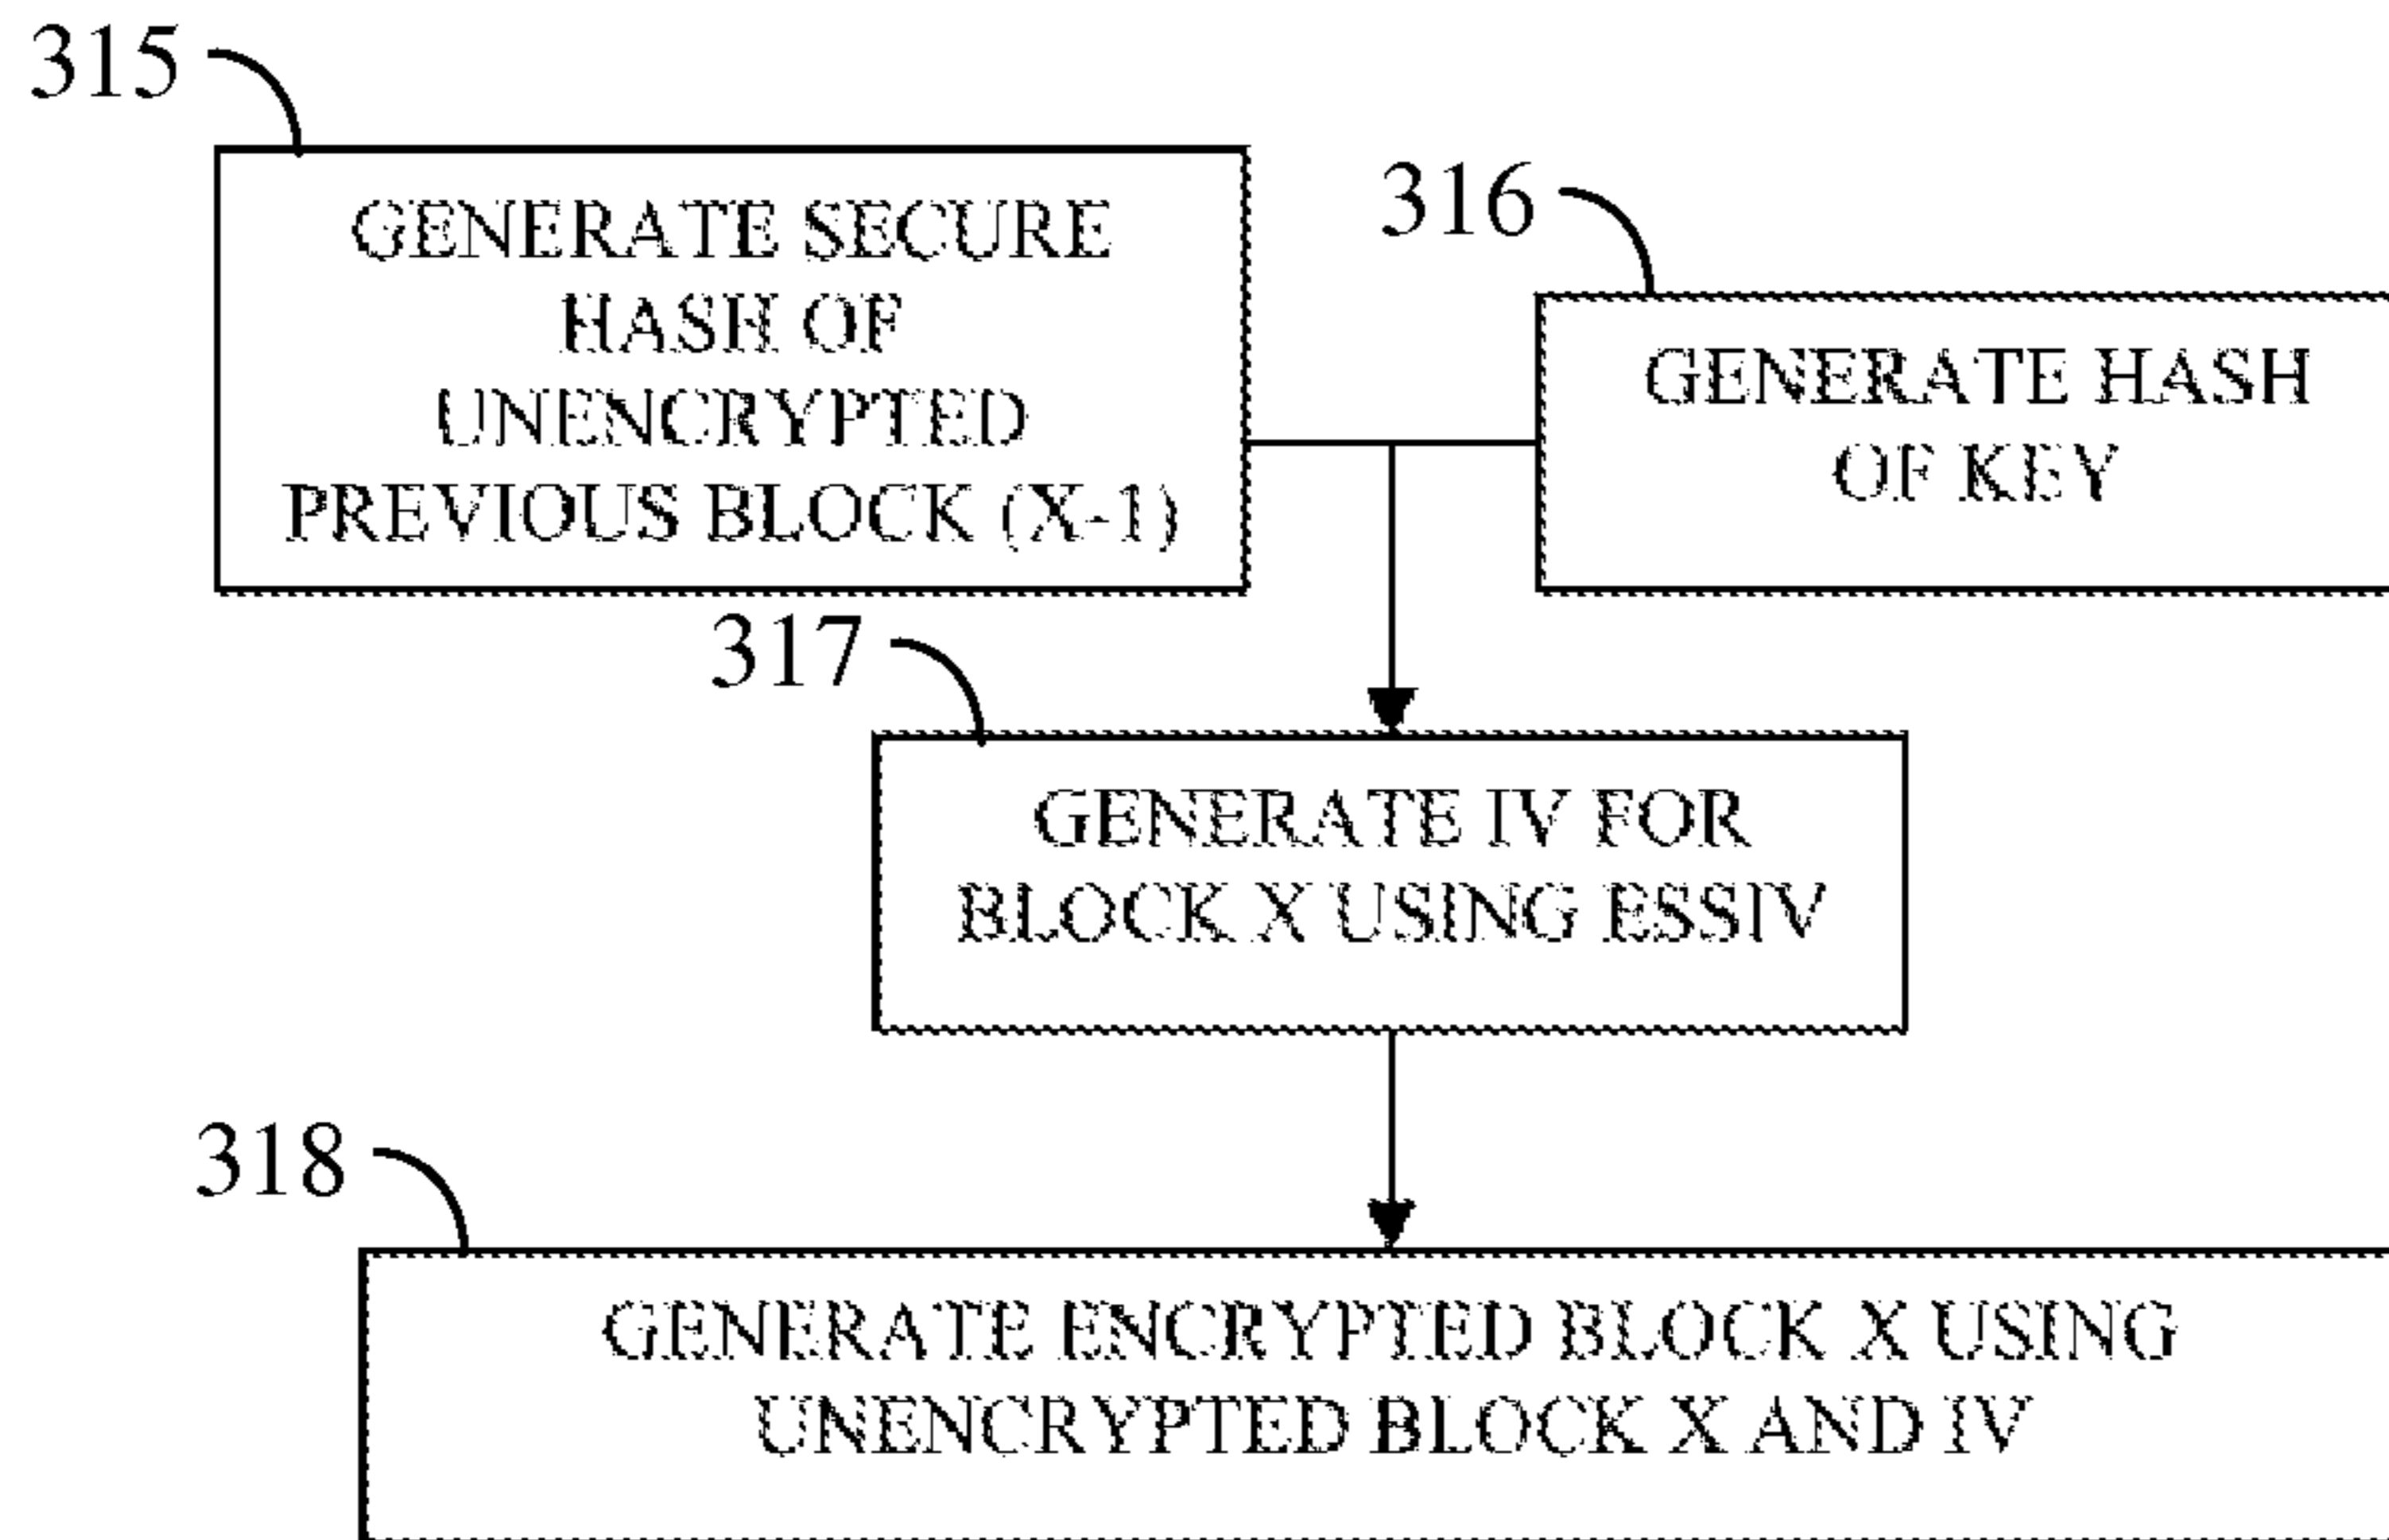 315
GENERATE SECURE
HASH OF
UNENCRYPTED
PREVIOUS BLOCK (X-1)
316
GENERATE HASH
OF KEY
317
GENERATE IV FOR
BLOCK X USING ESSIV
318
GENERATE ENCRYPTED BLOCK X USING
UNENCRYPTED BLOCK X AND IV